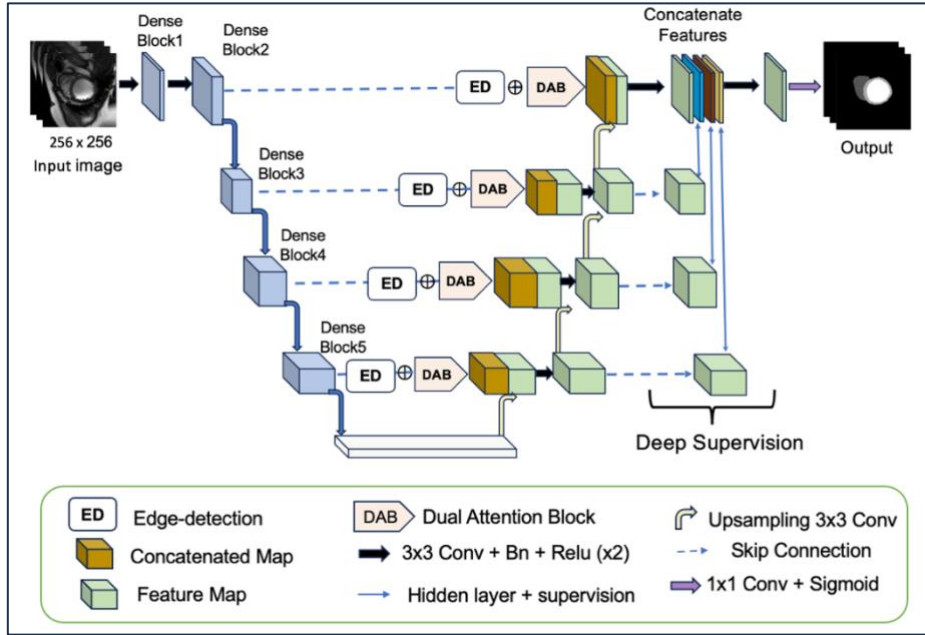 Dense
Block1
Dense
Block2
Concatenate
Features
ED
DAB
256 x 256
Input image
Output
Dense
Block3
ED
DAB
Dense
Block4
ED
DAB
Dense
Block5
ED
DAB
Deep Supervision
ED Edge-detection
DAB Dual Attention Block
Upsampling 3x3 Conv
Concatenated Map
3x3 Conv + Bn + Relu (x2)
Skip Connection
Feature Map
Hidden layer + supervision
1x1 Conv + Sigmoid